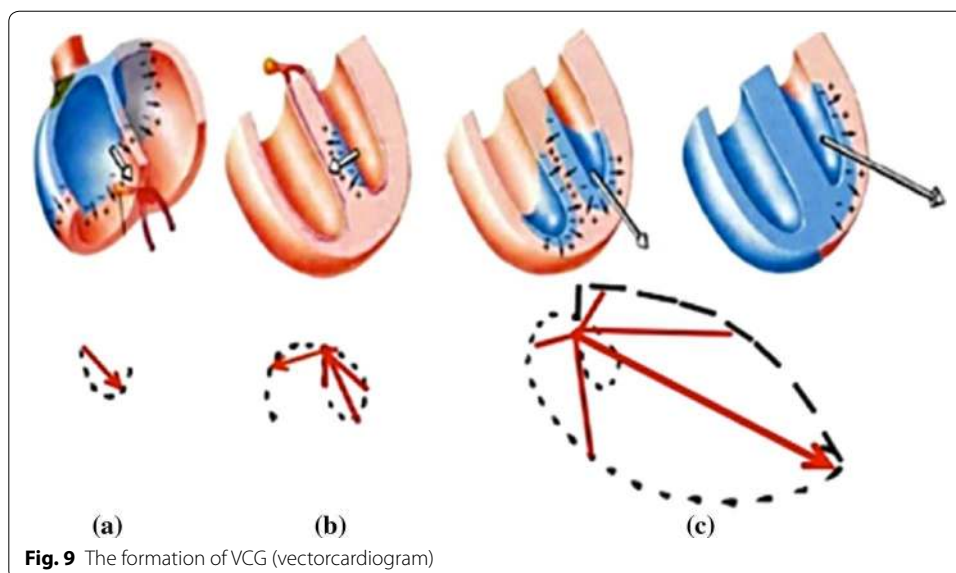 (a) (b) (c)
Fig. 9 The formation of VCG (vectorcardiogram)